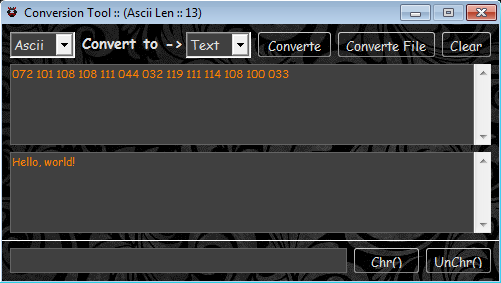 Conversion Tool :: (Ascii Len :: 13)
Ascii Convert to -> Text Converte Converte File Clear
072 101 108 108 111 044 032 119 111 114 108 100 033
Hello, world!
Chr() UnChr()